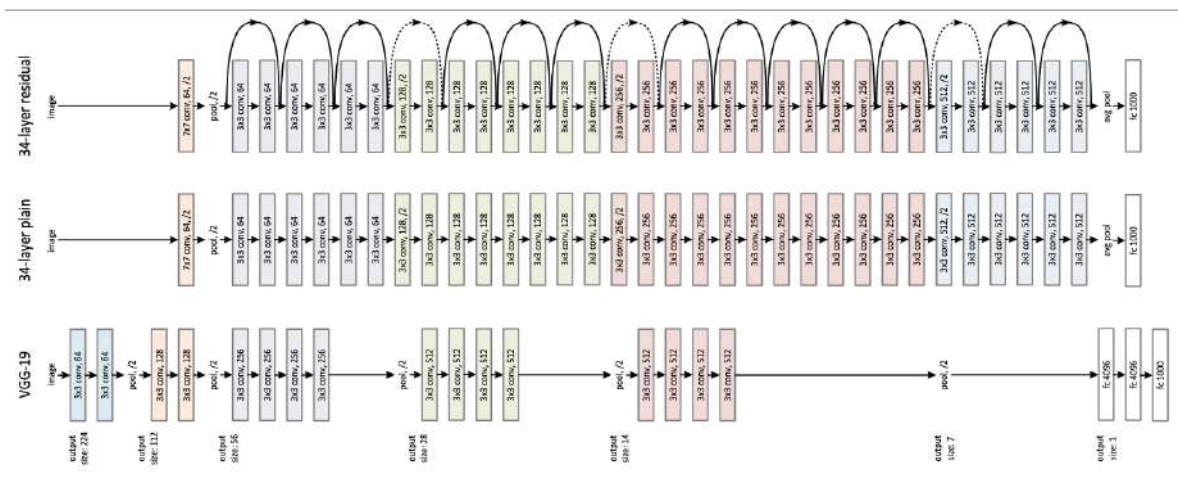 VGG-19
image
output
size: 224
3x3 conv, 64
3x3 conv, 64
output
size: 112
pool, /2
3x3 conv, 128
3x3 conv, 128
output
size: 56
pool, /2
3x3 conv, 256
3x3 conv, 256
3x3 conv, 256
3x3 conv, 256
output
size: 28
pool, /2
3x3 conv, 512
3x3 conv, 512
3x3 conv, 512
3x3 conv, 512
output
size: 14
pool, /2
3x3 conv, 512
3x3 conv, 512
3x3 conv, 512
3x3 conv, 512
output
size: 7
pool, /2
output
size: 1
fc 4096
fc 4096
fc 1000
34-layer plain
image
7x7 conv, 64, /2
pool, /2
3x3 conv, 64
3x3 conv, 64
3x3 conv, 64
3x3 conv, 64
3x3 conv, 64
3x3 conv, 64
3x3 conv, 128, /2
3x3 conv, 128
3x3 conv, 128
3x3 conv, 128
3x3 conv, 128
3x3 conv, 128
3x3 conv, 128
3x3 conv, 128
3x3 conv, 256, /2
3x3 conv, 256
3x3 conv, 256
3x3 conv, 256
3x3 conv, 256
3x3 conv, 256
3x3 conv, 256
3x3 conv, 256
3x3 conv, 256
3x3 conv, 256
3x3 conv, 256
3x3 conv, 256
3x3 conv, 512, /2
3x3 conv, 512
3x3 conv, 512
3x3 conv, 512
3x3 conv, 512
3x3 conv, 512
avg pool
fc 1000
34-layer residual
image
7x7 conv, 64, /2
pool, /2
3x3 conv, 64
3x3 conv, 64
3x3 conv, 64
3x3 conv, 64
3x3 conv, 64
3x3 conv, 64
3x3 conv, 128, /2
3x3 conv, 128
3x3 conv, 128
3x3 conv, 128
3x3 conv, 128
3x3 conv, 128
3x3 conv, 128
3x3 conv, 128
3x3 conv, 256, /2
3x3 conv, 256
3x3 conv, 256
3x3 conv, 256
3x3 conv, 256
3x3 conv, 256
3x3 conv, 256
3x3 conv, 256
3x3 conv, 256
3x3 conv, 256
3x3 conv, 256
3x3 conv, 256
3x3 conv, 512, /2
3x3 conv, 512
3x3 conv, 512
3x3 conv, 512
3x3 conv, 512
3x3 conv, 512
avg pool
fc 1000